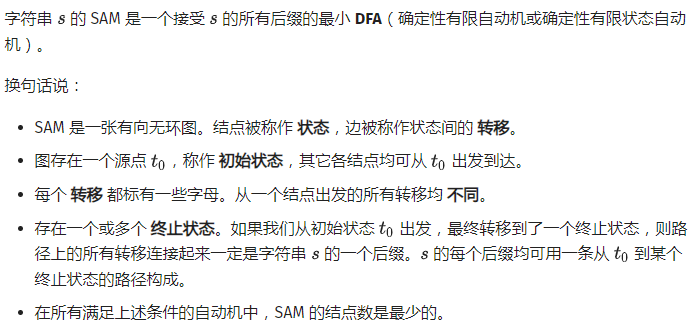 字符串 s 的 SAM 是一个接受 s 的所有后缀的最小 DFA（确定性有限自动机或确定性有限状态自动
机）。
换句话说：
• SAM 是一张有向无环图。结点被称作 状态，边被称作状态间的 转移。
• 图存在一个源点 t₀，称作 初始状态，其它各结点均可从 t₀ 出发到达。
• 每个 转移 都标有一些字母。从一个结点出发的所有转移均 不同。
• 存在一个或多个 终止状态。如果我们从初始状态 t₀ 出发，最终转移到了一个终止状态，则路
径上的所有转移连接起来一定是字符串 s 的一个后缀。s 的每个后缀均可用一条从 t₀ 到某个
终止状态的路径构成。
• 在所有满足上述条件的自动机中，SAM 的结点数是最少的。